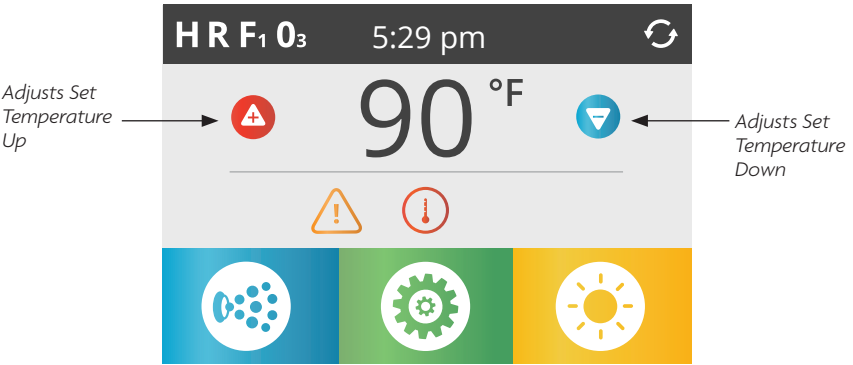 H R F1 03 5:29 pm
90 °F
Adjusts Set
Temperature
Up
Adjusts Set
Temperature
Down